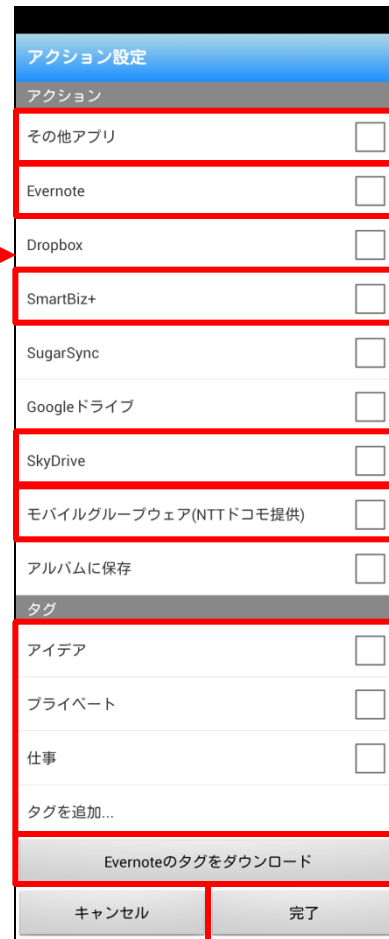 アクション設定
アクション
その他アプリ
Evernote
Dropbox
SmartBiz+
SugarSync
Googleドライブ
SkyDrive
モバイルグループウェア(NTTドコモ提供)
アルバムに保存
タグ
アイデア
プライベート
仕事
タグを追加...
Evernoteのタグをダウンロード
キャンセル 完了